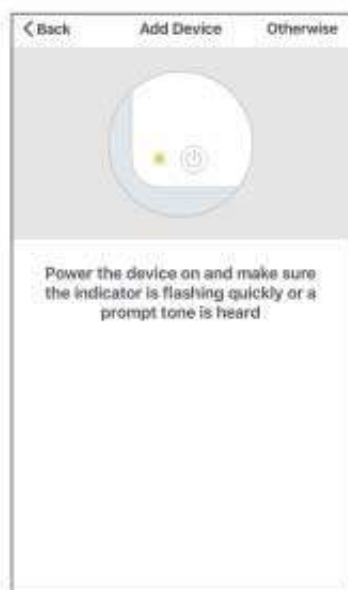 Back Add Device Otherwise
Power the device on and make sure
the indicator is flashing quickly or a
prompt tone is heard